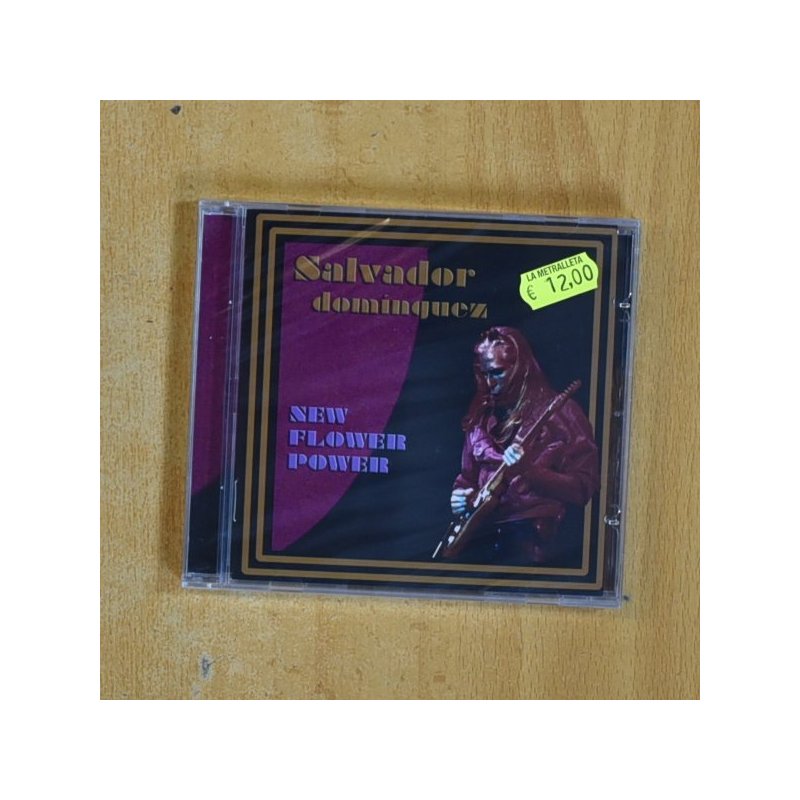 Salvador
dominguez
LA METRALLETA
€ 12,00
NEW
FLOWER
POWER